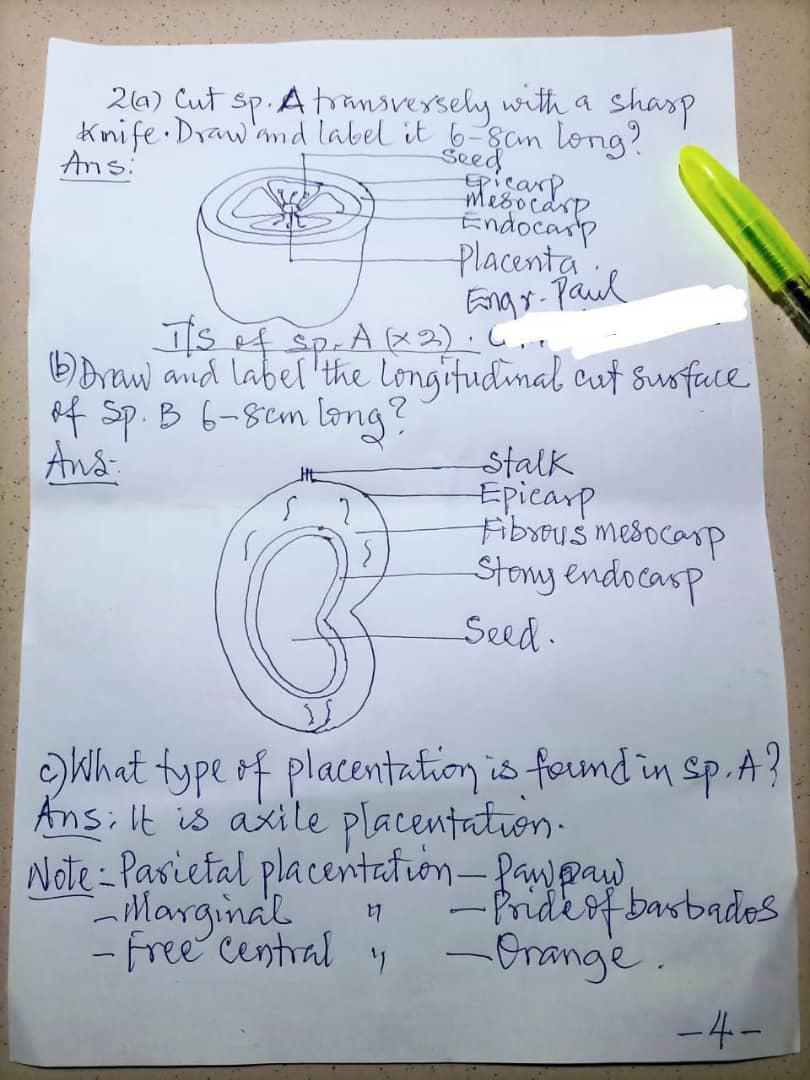 2(a) Cut sp. A transversely with a sharp
Knife. Draw and label it 6-8cm long?
Ans:
Seed
Epicarp
Mesocarp
Endocarp
Placenta.
Engr. Paul
T/S of sp. A (x2).
(b) Draw and label the longitudinal cut surface
of Sp. B 6-8cm long?
Ans:
Stalk
Epicarp
Fibrous mesocarp
Stony endocarp
Seed.
c) What type of placentation is found in sp. A?
Ans: It is axile placentation.
Note:- Parietal placentation - Pawpaw
- Marginal " - Pride of barbados
- Free central " - Orange.
-4-